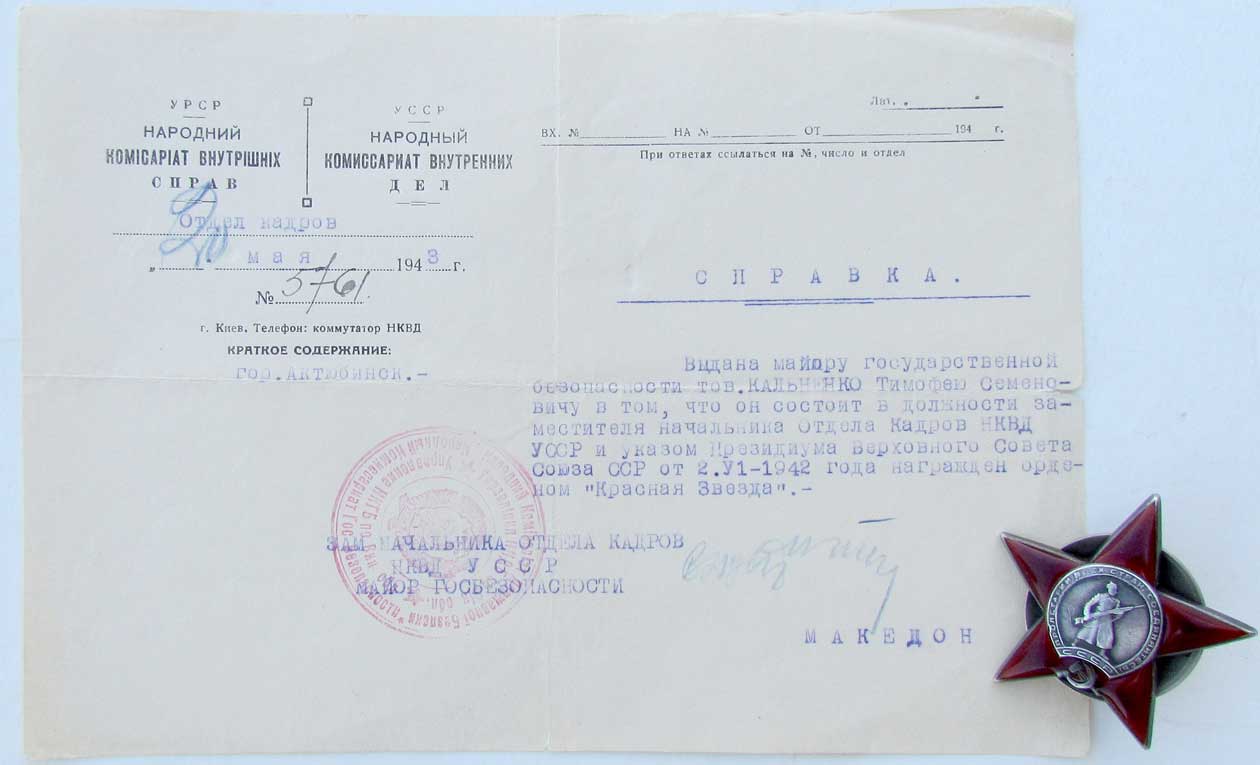 УРСР
НАРОДНИЙ
КОМІСАРІАТ ВНУТРІШНІХ
СПРАВ
УССР
НАРОДНЫЙ
КОМИССАРИАТ ВНУТРЕННИХ
ДЕЛ
Отдел кадров
" мая 1943 г.
№ 5761
г. Киев. Телефон: коммутатор НКВД
КРАТКОЕ СОДЕРЖАНИЕ:
гор.Актюбинск.-
Лит.
ВХ. № НА № ОТ 194 г.
При ответах ссылаться на №, число и отдел
СПРАВКА.
Выдана майору государственной
безопасности тов.КАЛЬНЕНКО Тимофею Семено-
вичу в том, что он состоит в должности за-
местителя начальника Отдела Кадров НКВД
УССР и указом Президиума Верховного Совета
Союза ССР от 2.У1-1942 года награжден орде-
ном "Красная Звезда".-
ЗАМ НАЧАЛЬНИКА ОТДЕЛА КАДРОВ
НКВД УССР
МАЙОР ГОСБЕЗОПАСНОСТИ
МАКЕДОН
ПРОЛЕТАРИИ ВСЕХ СТРАН, СОЕДИНЯЙТЕСЬ!
СССР